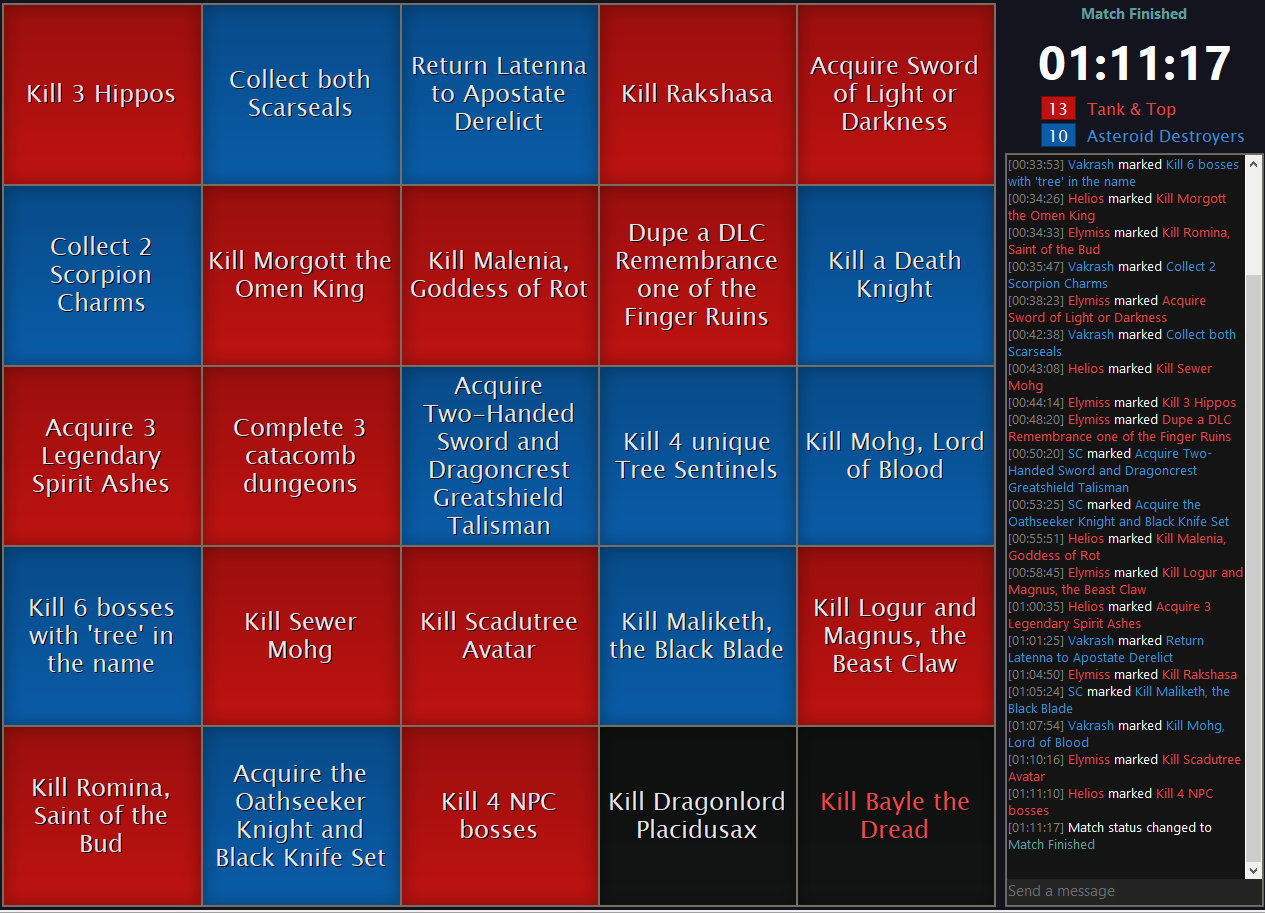 Kill 3 Hippos
Collect both
Scarseals
Return Latenna
to Apostate
Derelict
Kill Rakshasa
Acquire Sword
of Light or
Darkness
Collect 2
Scorpion
Charms
Kill Morgott the
Omen King
Kill Malenia,
Goddess of Rot
Dupe a DLC
Remembrance
one of the
Finger Ruins
Kill a Death
Knight
Acquire 3
Legendary
Spirit Ashes
Complete 3
catacomb
dungeons
Acquire
Two-Handed
Sword and
Dragoncrest
Greatshield
Talisman
Kill 4 unique
Tree Sentinels
Kill Mohg, Lord
of Blood
Kill 6 bosses
with 'tree' in
the name
Kill Sewer
Mohg
Kill Scadutree
Avatar
Kill Maliketh,
the Black Blade
Kill Logur and
Magnus, the
Beast Claw
Kill Romina,
Saint of the
Bud
Acquire the
Oathseeker
Knight and
Black Knife Set
Kill 4 NPC
bosses
Kill Dragonlord
Placidusax
Kill Bayle the
Dread
Match Finished
01:11:17
13 Tank & Top
10 Asteroid Destroyers
[00:33:53] Vakrash marked Kill 6 bosses
with 'tree' in the name
[00:34:26] Helios marked Kill Morgott
the Omen King
[00:34:33] Elymiss marked Kill Romina,
Saint of the Bud
[00:35:47] Vakrash marked Collect 2
Scorpion Charms
[00:38:23] Elymiss marked Acquire
Sword of Light or Darkness
[00:42:38] Vakrash marked Collect both
Scarseals
[00:43:08] Helios marked Kill Sewer
Mohg
[00:44:14] Elymiss marked Kill 3 Hippos
[00:48:20] Elymiss marked Dupe a DLC
Remembrance one of the Finger Ruins
[00:50:20] SC marked Acquire Two-
Handed Sword and Dragoncrest
Greatshield Talisman
[00:53:25] SC marked Acquire the
Oathseeker Knight and Black Knife Set
[00:55:51] Helios marked Kill Malenia,
Goddess of Rot
[00:58:45] Elymiss marked Kill Logur and
Magnus, the Beast Claw
[01:00:35] Helios marked Acquire 3
Legendary Spirit Ashes
[01:01:25] Vakrash marked Return
Latenna to Apostate Derelict
[01:04:50] Elymiss marked Kill Rakshasa
[01:05:24] SC marked Kill Maliketh, the
Black Blade
[01:07:54] Vakrash marked Kill Mohg,
Lord of Blood
[01:10:16] Elymiss marked Kill Scadutree
Avatar
[01:11:10] Helios marked Kill 4 NPC
bosses
[01:11:17] Match status changed to
Match Finished
Send a message